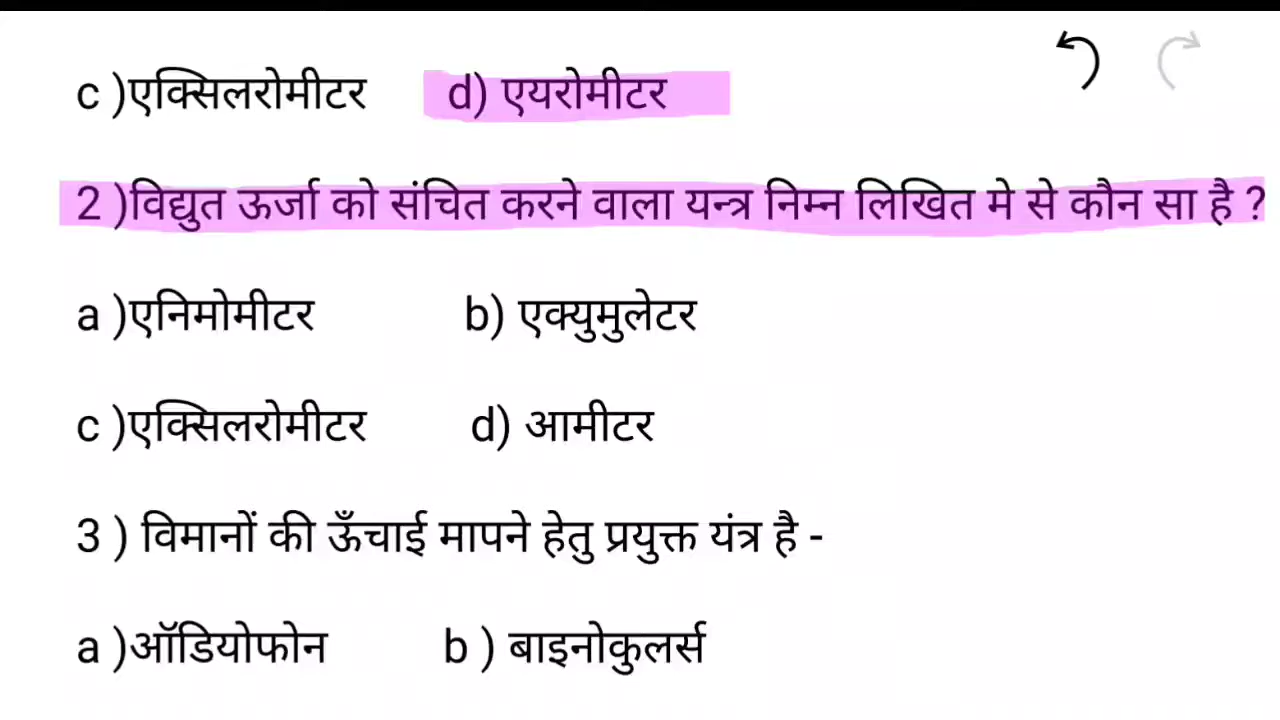 c )एक्सिलरोमीटर d) एयरोमीटर
2 )विद्युत ऊर्जा को संचित करने वाला यन्त्र निम्न लिखित मे से कौन सा है ?
a )एनिमोमीटर b) एक्युमुलेटर
c )एक्सिलरोमीटर d) आमीटर
3 ) विमानों की ऊँचाई मापने हेतु प्रयुक्त यंत्र है -
a )ऑडियोफोन b ) बाइनोकुलर्स